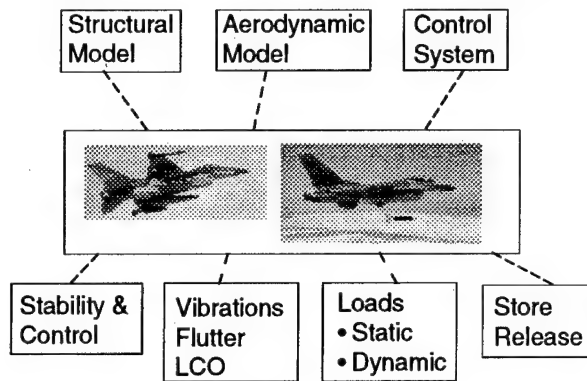 Structural
Model
Aerodynamic
Model
Control
System
Stability &
Control
Vibrations
Flutter
LCO
Loads
• Static
• Dynamic
Store
Release